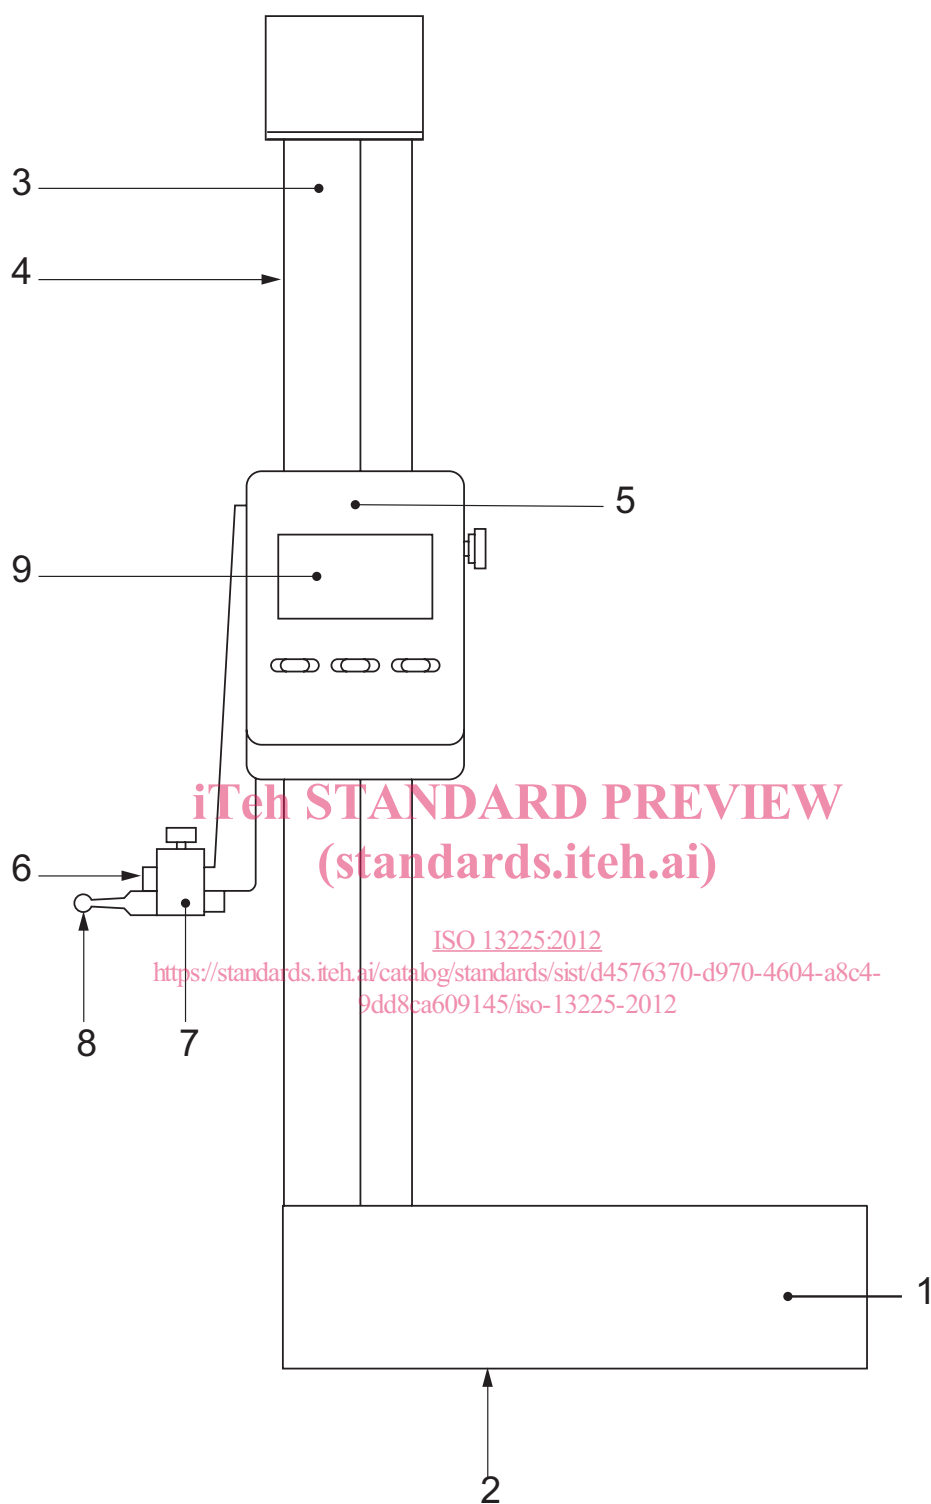 3
4
5
9
iTeh STANDARD PREVIEW
(standards.iteh.ai)
6
ISO 13225:2012
https://standards.iteh.ai/catalog/standards/sist/d4576370-d970-4604-a8c4-
9dd8ca609145/iso-13225-2012
8
7
1
2